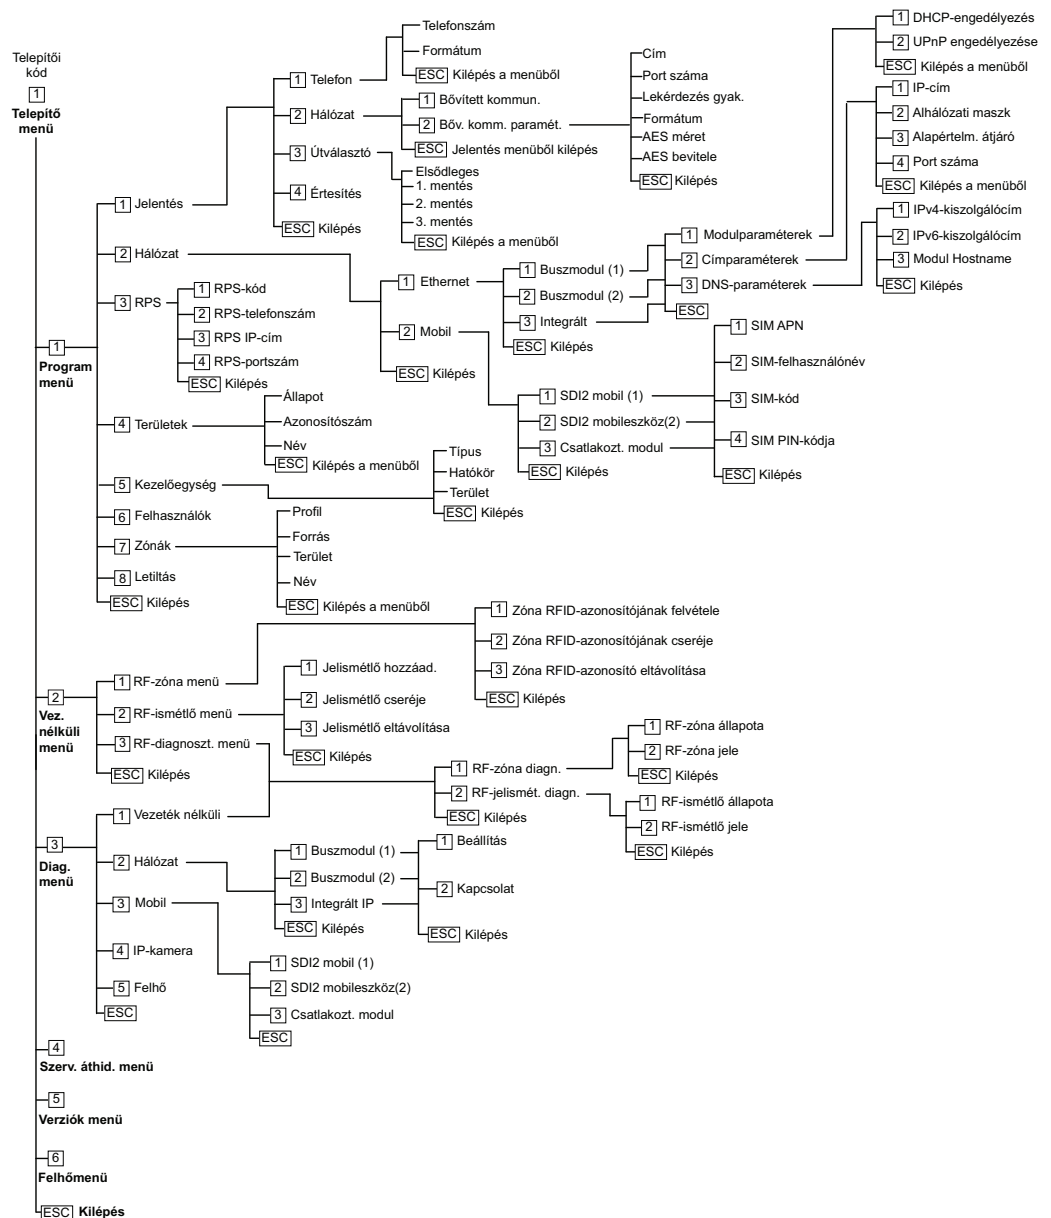 Telepítői
kód
1
Telepítő
menü
1
Program
menü
1 Jelentés
1 Telefon
Telefonszám
Formátum
ESC Kilépés a menüből
2 Hálózat
1 Bővített kommun.
2 Bőv. komm. paramét.
Cím
Port száma
Lekérdezés gyak.
Formátum
AES méret
AES bevitele
ESC Kilépés
ESC Jelentés menüből kilépés
3 Útválasztó
Elsődleges
1. mentés
2. mentés
3. mentés
ESC Kilépés a menüből
4 Értesítés
ESC Kilépés
2 Hálózat
1 Ethernet
1 Buszmodul (1)
2 Buszmodul (2)
3 Integrált
ESC Kilépés
1 Modulparaméterek
1 DHCP-engedélyezés
2 UPnP engedélyezése
ESC Kilépés a menüből
2 Címparaméterek
1 IP-cím
2 Alhálózati maszk
3 Alapértelm. átjáró
4 Port száma
ESC Kilépés a menüből
3 DNS-paraméterek
1 IPv4-kiszolgálócím
2 IPv6-kiszolgálócím
3 Modul Hostname
ESC Kilépés
ESC
2 Mobil
1 SDI2 mobil (1)
2 SDI2 mobileszköz(2)
3 Csatlakozt. modul
ESC Kilépés
1 SIM APN
2 SIM-felhasználónév
3 SIM-kód
4 SIM PIN-kódja
ESC Kilépés
ESC Kilépés
3 RPS
1 RPS-kód
2 RPS-telefonszám
3 RPS IP-cím
4 RPS-portszám
ESC Kilépés
4 Területek
Állapot
Azonosítószám
Név
ESC Kilépés a menüből
5 Kezelőegység
Típus
Hatókör
Terület
ESC Kilépés
6 Felhasználók
7 Zónák
Profil
Forrás
Terület
Név
ESC Kilépés a menüből
8 Letiltás
ESC Kilépés
2
Vez.
nélküli
menü
1 RF-zóna menü
1 Zóna RFID-azonosítójának felvétele
2 Zóna RFID-azonosítójának cseréje
3 Zóna RFID-azonosító eltávolítása
ESC Kilépés
2 RF-ismétlő menü
1 Jelismétlő hozzáad.
2 Jelismétlő cseréje
3 Jelismétlő eltávolítása
ESC Kilépés
3 RF-diagnoszt. menü
ESC Kilépés
1 RF-zóna diagn.
1 RF-zóna állapota
2 RF-zóna jele
ESC Kilépés
2 RF-jelismét. diagn.
1 RF-ismétlő állapota
2 RF-ismétlő jele
ESC Kilépés
ESC Kilépés
3
Diag.
menü
1 Vezeték nélküli
2 Hálózat
1 Buszmodul (1)
2 Buszmodul (2)
3 Integrált IP
ESC Kilépés
1 Beállítás
2 Kapcsolat
ESC Kilépés
3 Mobil
1 SDI2 mobil (1)
2 SDI2 mobileszköz(2)
3 Csatlakozt. modul
ESC
4 IP-kamera
5 Felhő
ESC
4
Szerv. áthid. menü
5
Verziók menü
6
Felhőmenü
ESC Kilépés